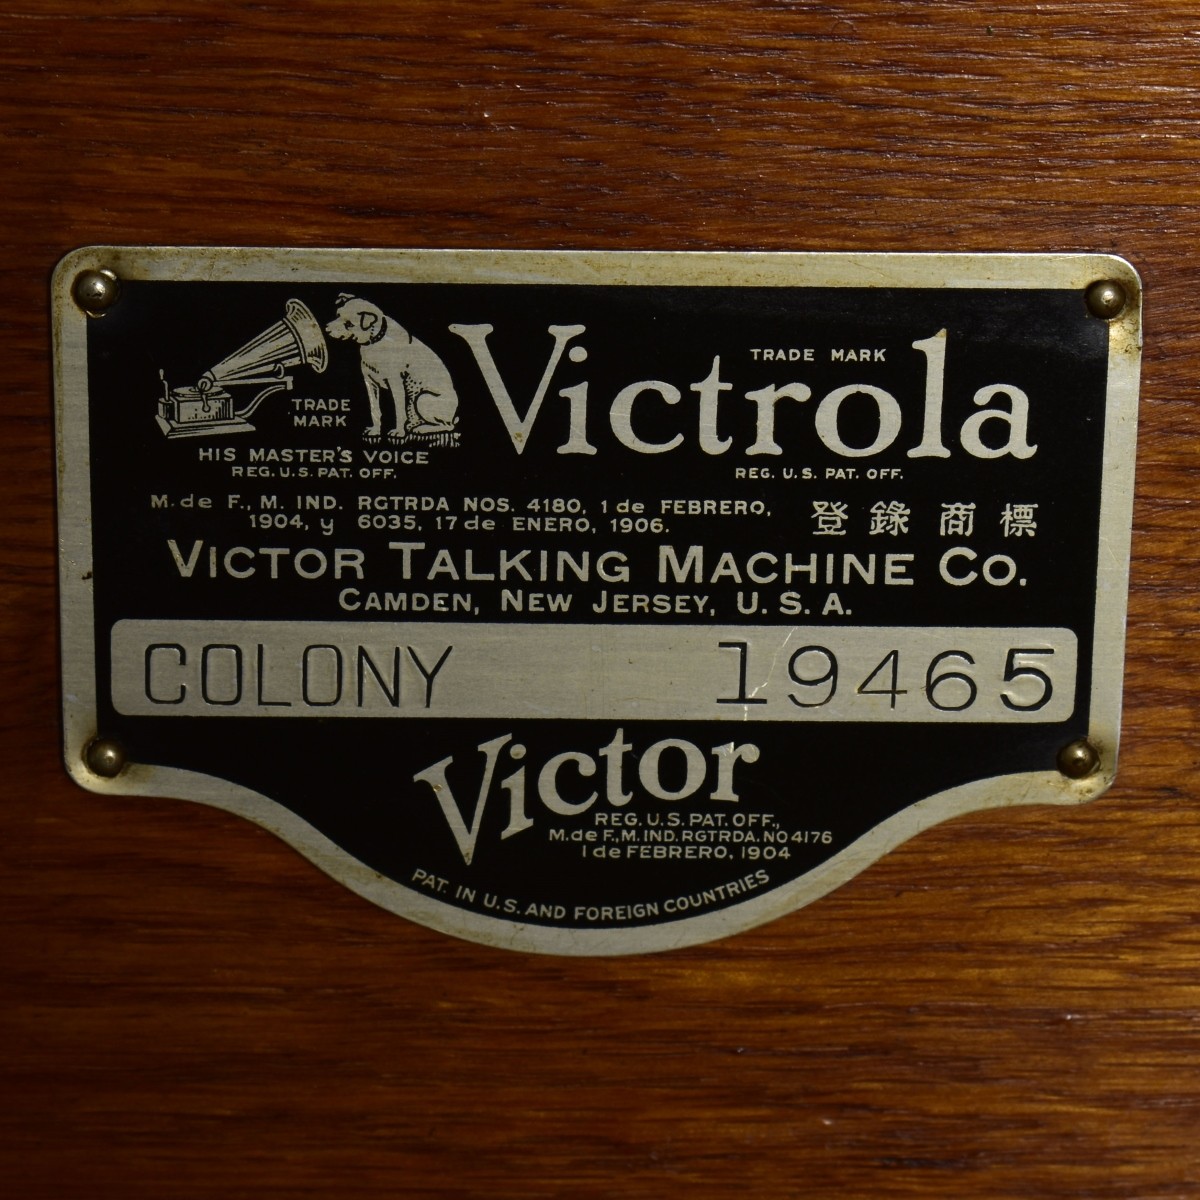 TRADE
MARK
HIS MASTER'S VOICE
REG. U.S. PAT. OFF.
TRADE MARK
Victrola
REG. U. S. PAT. OFF.
M. de F., M. IND. RGTRDA NOS. 4180, 1 de FEBRERO,
1904, y 6035, 17 de ENERO, 1906.
登錄商標
VICTOR TALKING MACHINE CO.
CAMDEN, NEW JERSEY, U. S. A.
COLONY 19465
Victor
REG. U.S. PAT. OFF.,
M. de F., M. IND. RGTRDA. NO 4176
1 de FEBRERO, 1904
PAT. IN U.S. AND FOREIGN COUNTRIES